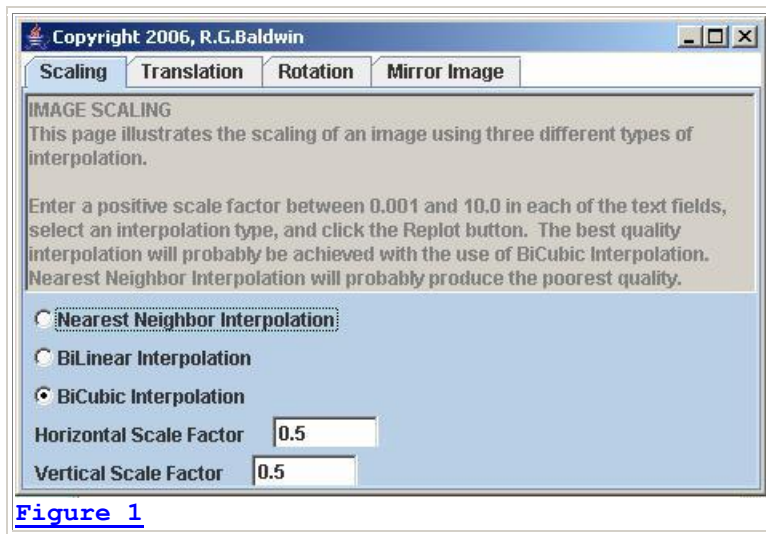 Copyright 2006, R.G.Baldwin
Scaling Translation Rotation Mirror Image
IMAGE SCALING
This page illustrates the scaling of an image using three different types of
interpolation.
Enter a positive scale factor between 0.001 and 10.0 in each of the text fields,
select an interpolation type, and click the Replot button. The best quality
interpolation will probably be achieved with the use of BiCubic Interpolation.
Nearest Neighbor Interpolation will probably produce the poorest quality.
Nearest Neighbor Interpolation
BiLinear Interpolation
BiCubic Interpolation
Horizontal Scale Factor 0.5
Vertical Scale Factor 0.5
Figure 1